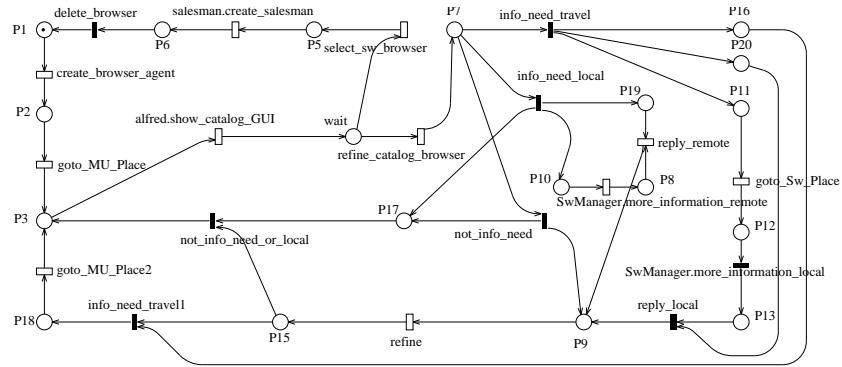 delete_browser
salesman.create_salesman
P7
info_need_travel
P16
P1
P6
P5
select_sw_browser
P20
create_browser_agent
info_need_local
P19
P11
P2
alfred.show_catalog_GUI
wait
refine_catalog_browser
reply_remote
goto_MU_Place
P10
P8
goto_Sw_Place
SwManager.more_information_remote
P3
P17
P12
not_info_need_or_local
not_info_need
goto_MU_Place2
SwManager.more_information_local
info_need_travel1
reply_local
P18
P15
refine
P9
P13